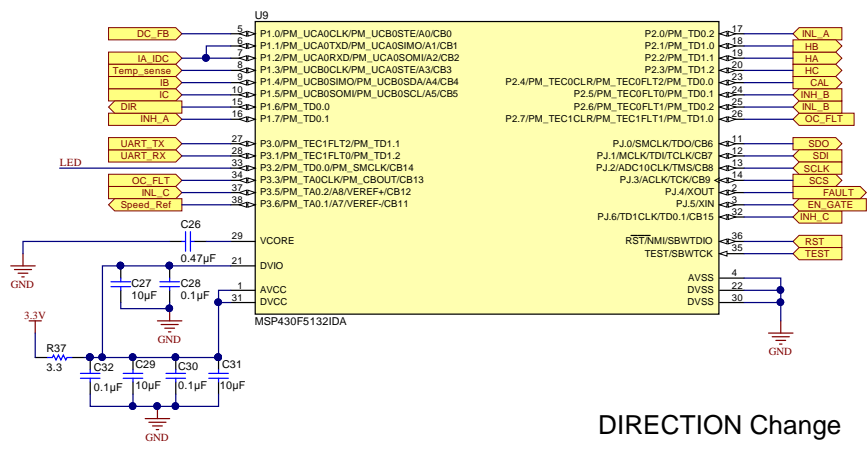 U9
DC_FB 5 P1.0/PM_UCA0CLK/PM_UCB0STE/A0/CB0 P2.0/PM_TD0.2 17 INL_A
6 P1.1/PM_UCA0TXD/PM_UCA0SIMO/A1/CB1 P2.1/PM_TD1.0 18 HB
IA_IDC 7 P1.2/PM_UCA0RXD/PM_UCA0SOMI/A2/CB2 P2.2/PM_TD1.1 19 HA
Temp_sense 8 P1.3/PM_UCB0CLK/PM_UCA0STE/A3/CB3 P2.3/PM_TD1.2 20 HC
IB 9 P1.4/PM_UCB0SIMO/PM_UCB0SDA/A4/CB4 P2.4/PM_TEC0CLR/PM_TEC0FLT2/PM_TD0.0 23 CAL
IC 10 P1.5/PM_UCB0SOMI/PM_UCB0SCL/A5/CB5 P2.5/PM_TEC0FLT0/PM_TD0.1 24 INH_B
DIR 15 P1.6/PM_TD0.0 P2.6/PM_TEC0FLT1/PM_TD0.2 25 INL_B
INH_A 16 P1.7/PM_TD0.1 P2.7/PM_TEC1CLR/PM_TEC1FLT1/PM_TD1.0 26 OC_FLT
UART_TX 27 P3.0/PM_TEC1FLT2/PM_TD1.1 PJ.0/SMCLK/TDO/CB6 11 SDO
UART_RX 28 P3.1/PM_TEC1FLT0/PM_TD1.2 PJ.1/MCLK/TDI/TCLK/CB7 12 SDI
LED 33 P3.2/PM_TD0.0/PM_SMCLK/CB14 PJ.2/ADC10CLK/TMS/CB8 13 SCLK
OC_FLT 34 P3.3/PM_TA0CLK/PM_CBOUT/CB13 PJ.3/ACLK/TCK/CB9 14 SCS
INL_C 37 P3.5/PM_TA0.2/A8/VEREF+/CB12 PJ.4/XOUT 2 FAULT
Speed_Ref 38 P3.6/PM_TA0.1/A7/VEREF-/CB11 PJ.5/XIN 3 EN_GATE
PJ.6/TD1CLK/TD0.1/CB15 32 INH_C
C26
0.47µF
29 VCORE RST/NMI/SBWTDIO 36 RST
TEST/SBWTCK 35 TEST
GND
21 DVIO
C27
10µF
C28
0.1µF
GND
1 AVCC
31 DVCC
AVSS 4
DVSS 22
DVSS 30
GND
MSP430F5132IDA
3.3V
R37
3.3
C32
0.1µF
C29
10µF
C30
0.1µF
C31
10µF
GND
DIRECTION Change